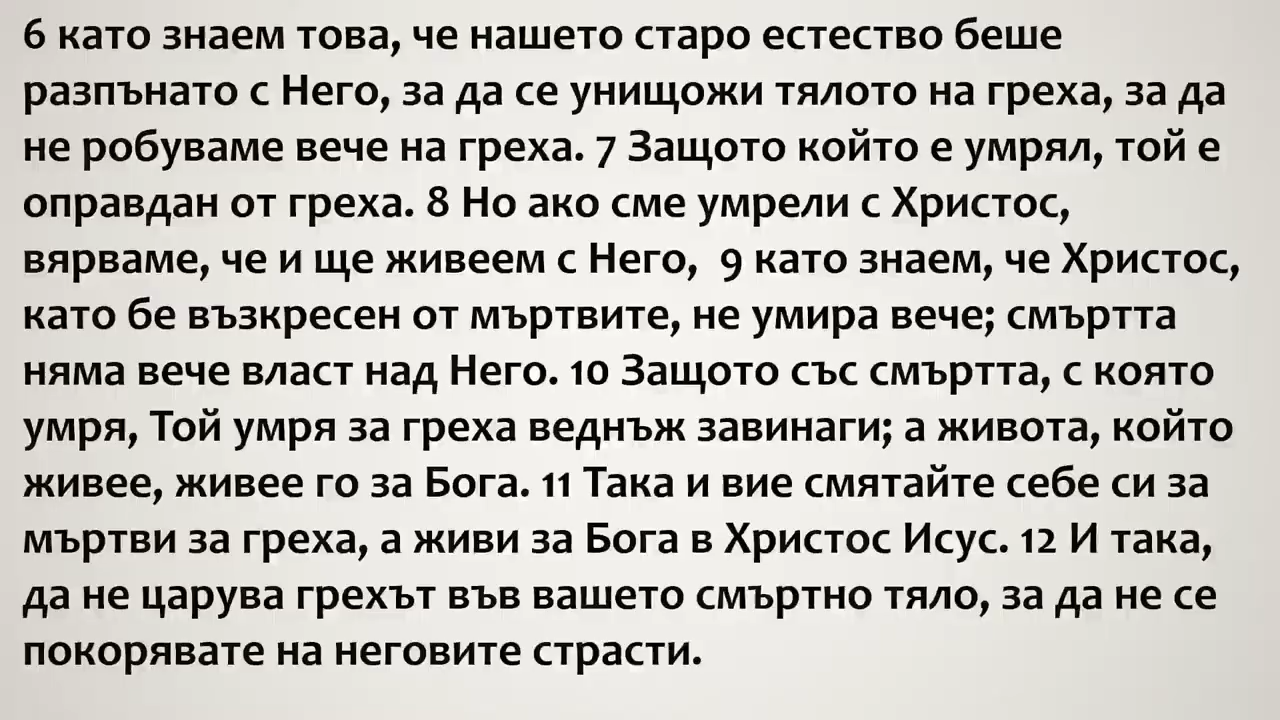 6 като знаем това, че нашето старо естество беше
разпънато с Него, за да се унищожи тялото на греха, за да
не робуваме вече на греха. 7 Защото който е умрял, той е
оправдан от греха. 8 Но ако сме умрели с Христос,
вярваме, че и ще живеем с Него,  9 като знаем, че Христос,
като бе възкресен от мъртвите, не умира вече; смъртта
няма вече власт над Него. 10 Защото със смъртта, с която
умря, Той умря за греха веднъж завинаги; а живота, който
живее, живее го за Бога. 11 Така и вие смятайте себе си за
мъртви за греха, а живи за Бога в Христос Исус. 12 И така,
да не царува грехът във вашето смъртно тяло, за да не се
покорявате на неговите страсти.